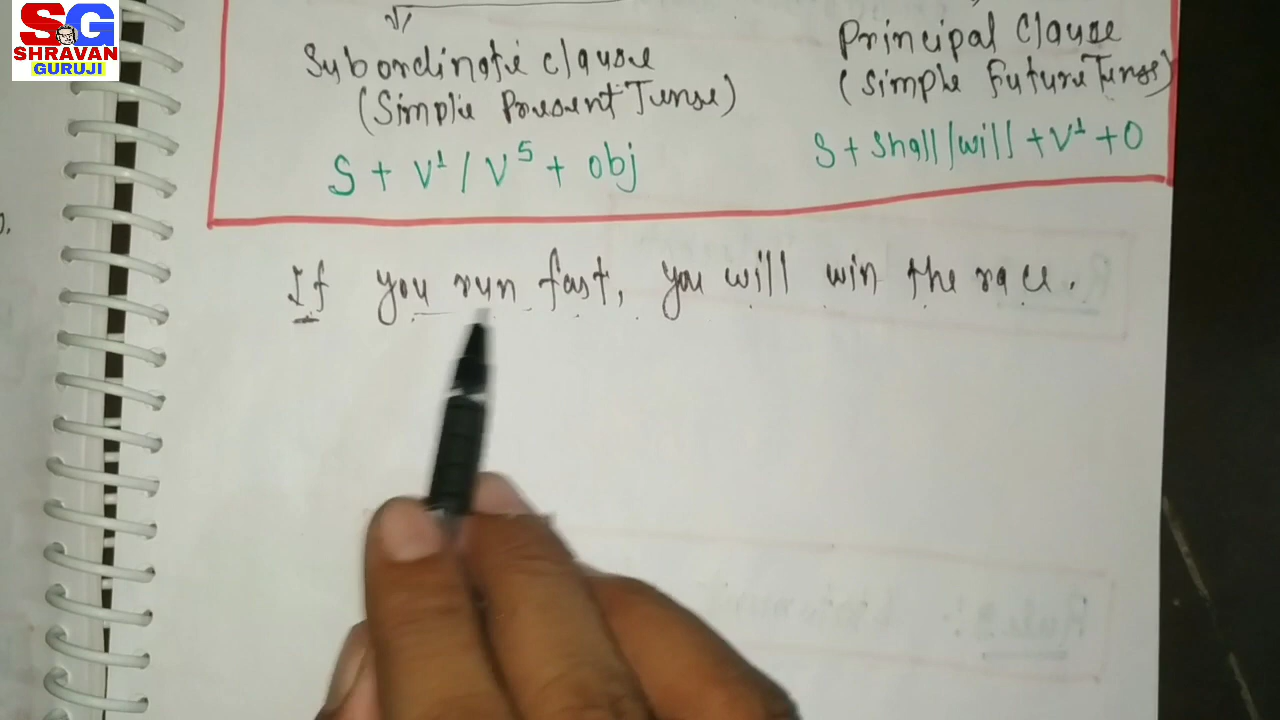 SG
SHRAVAN
GURUJI
Subordinate clause
(Simple Present Tense)
S + V¹ / V⁵ + obj
Principal Clause
(Simple Future Tense)
S + Shall/will + V¹ + O
If you run fast, you will win the race.